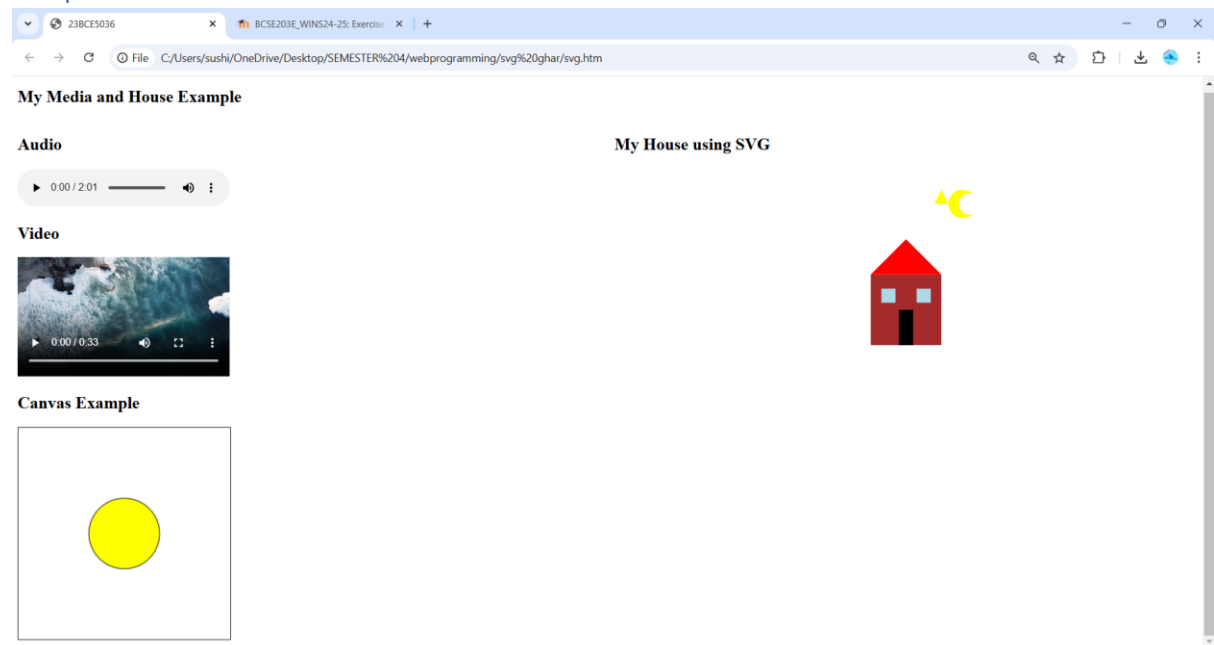 23BCE5036
BCSE203E_WINS24-25: Exercise
File C:/Users/sushi/OneDrive/Desktop/SEMESTER%204/webprogramming/svg%20ghar/svg.htm
My Media and House Example
Audio
0:00 / 2:01
Video
0:00 / 0:33
Canvas Example
My House using SVG